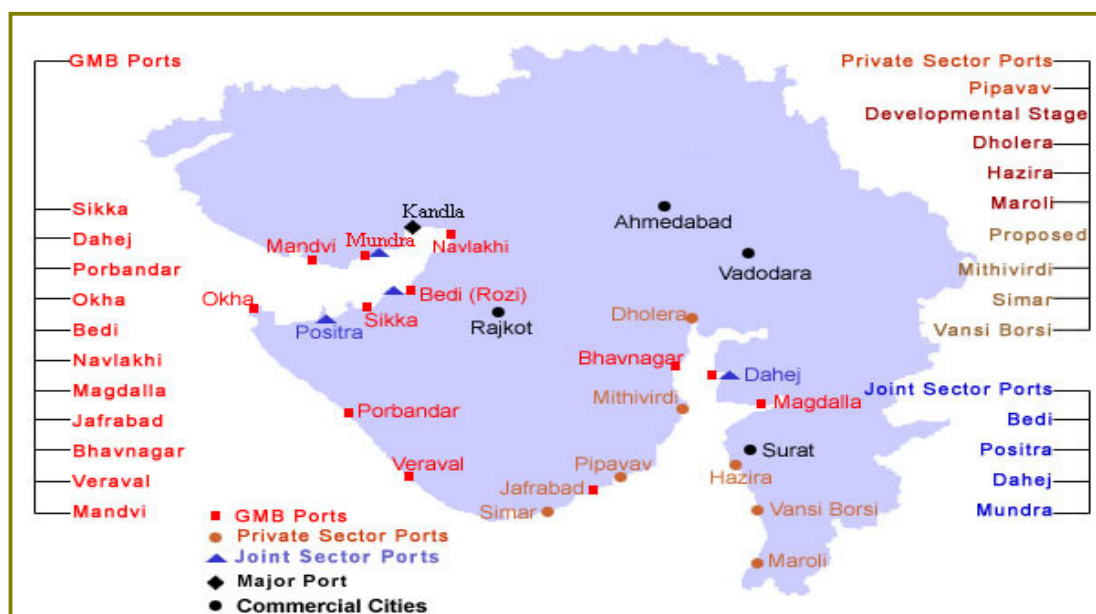 GMB Ports
Sikka
Dahej
Porbandar
Okha
Bedi
Navlakhi
Magdalla
Jafrabad
Bhavnagar
Veraval
Mandvi
Kandla
Mundra
Mandvi
Navlakhi
Okha
Bedi (Rozi)
Sikka
Positra
Rajkot
Ahmedabad
Vadodara
Dholera
Bhavnagar
Dahej
Mithivirdi
Magdalla
Porbandar
Veraval
Pipavav
Jafrabad
Simar
Surat
Hazira
Vansi Borsi
Maroli
GMB Ports
Private Sector Ports
Joint Sector Ports
Major Port
Commercial Cities
Private Sector Ports
Pipavav
Developmental Stage
Dholera
Hazira
Maroli
Proposed
Mithivirdi
Simar
Vansi Borsi
Joint Sector Ports
Bedi
Positra
Dahej
Mundra